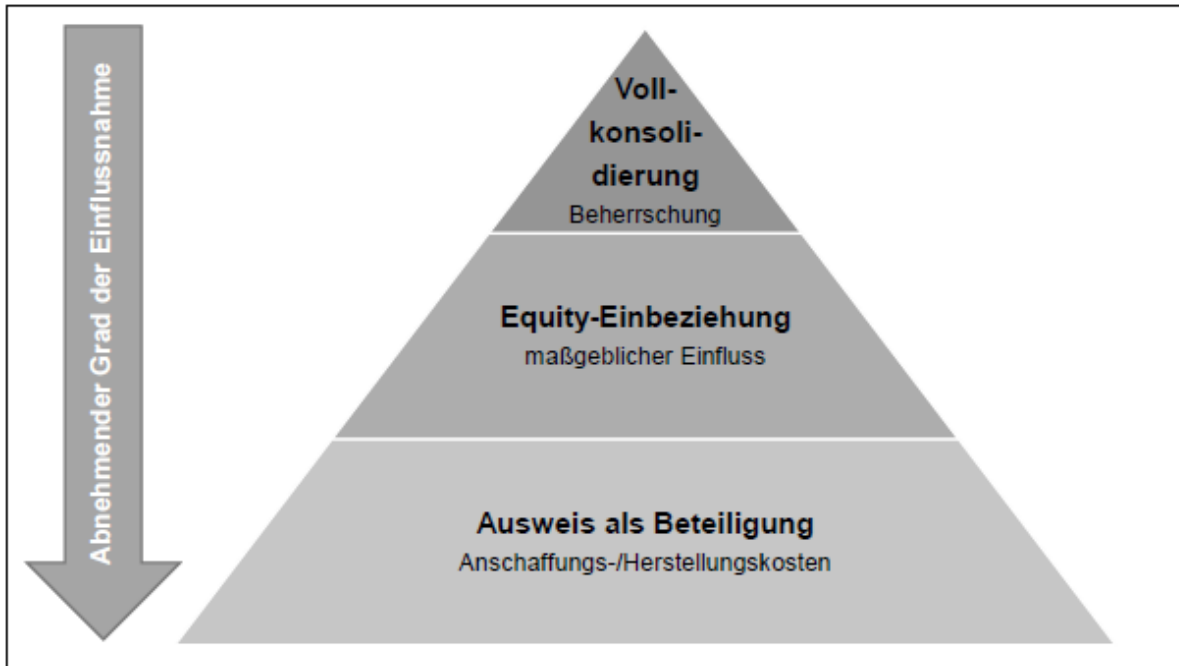 Abnehmender Grad der Einflussnahme
Voll-
konsoli-
dierung
Beherrschung
Equity-Einbeziehung
maßgeblicher Einfluss
Ausweis als Beteiligung
Anschaffungs-/Herstellungskosten